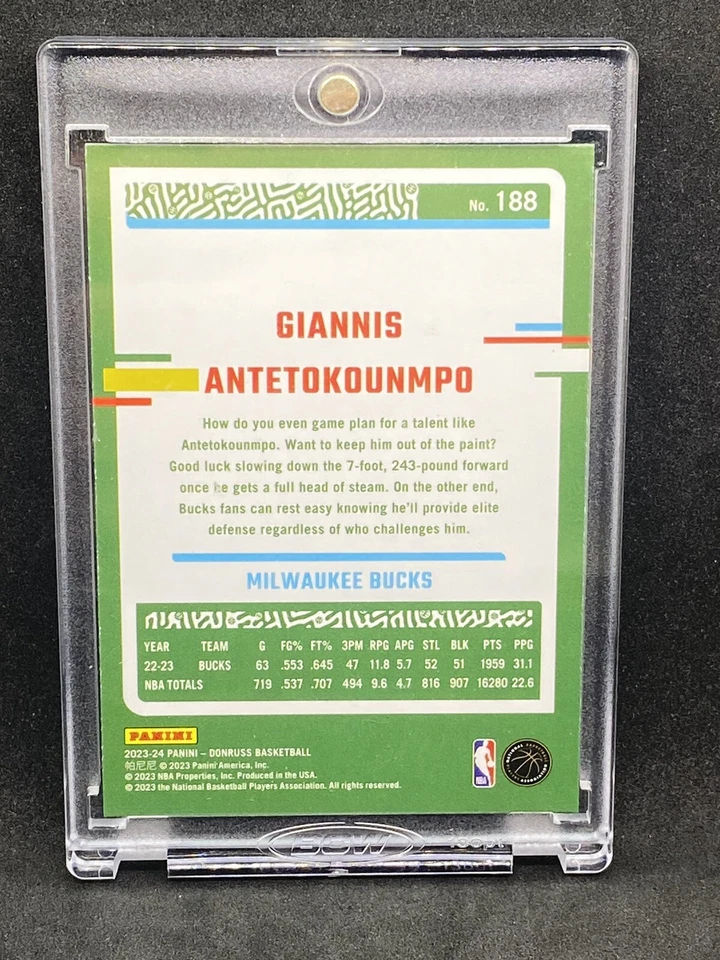 No. 188
GIANNIS
ANTETOKOUNMPO
How do you even game plan for a talent like
Antetokounmpo. Want to keep him out of the paint?
Good luck slowing down the 7-foot, 243-pound forward
once he gets a full head of steam. On the other end,
Bucks fans can rest easy knowing he'll provide elite
defense regardless of who challenges him.
MILWAUKEE BUCKS
YEAR TEAM G FG% FT% 3PM RPG APG STL BLK PTS PPG
22-23 BUCKS 63 .553 .645 47 11.8 5.7 52 51 1959 31.1
NBA TOTALS 719 .537 .707 494 9.6 4.7 816 907 16280 22.6
PANINI
2023-24 PANINI – DONRUSS BASKETBALL
帕尼尼 © 2023 Panini America, Inc.
© 2023 NBA Properties, Inc. Produced in the USA.
© 2023 the National Basketball Players Association. All rights reserved.
NBA
NATIONAL
BCW